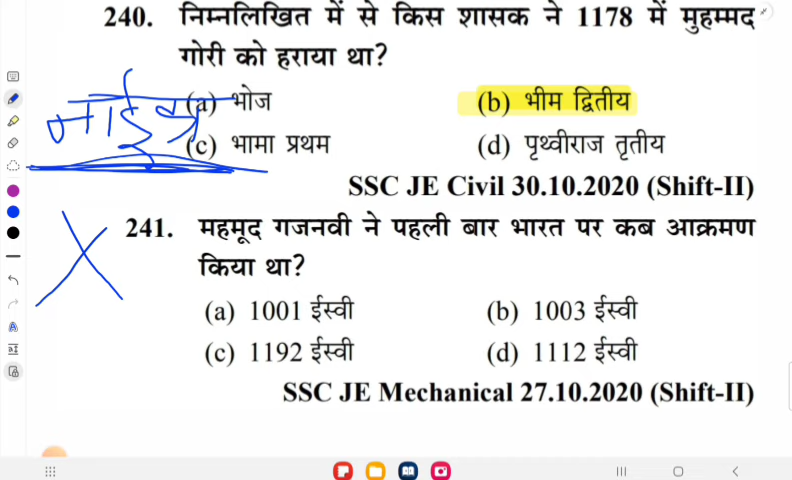 240. निम्नलिखित में से किस शासक ने 1178 में मुहम्मद
गोरी को हराया था?
(a) भोज (b) भीम द्वितीय
(c) भामा प्रथम (d) पृथ्वीराज तृतीय
SSC JE Civil 30.10.2020 (Shift-II)
241. महमूद गजनवी ने पहली बार भारत पर कब आक्रमण
किया था?
(a) 1001 ईस्वी (b) 1003 ईस्वी
(c) 1192 ईस्वी (d) 1112 ईस्वी
SSC JE Mechanical 27.10.2020 (Shift-II)